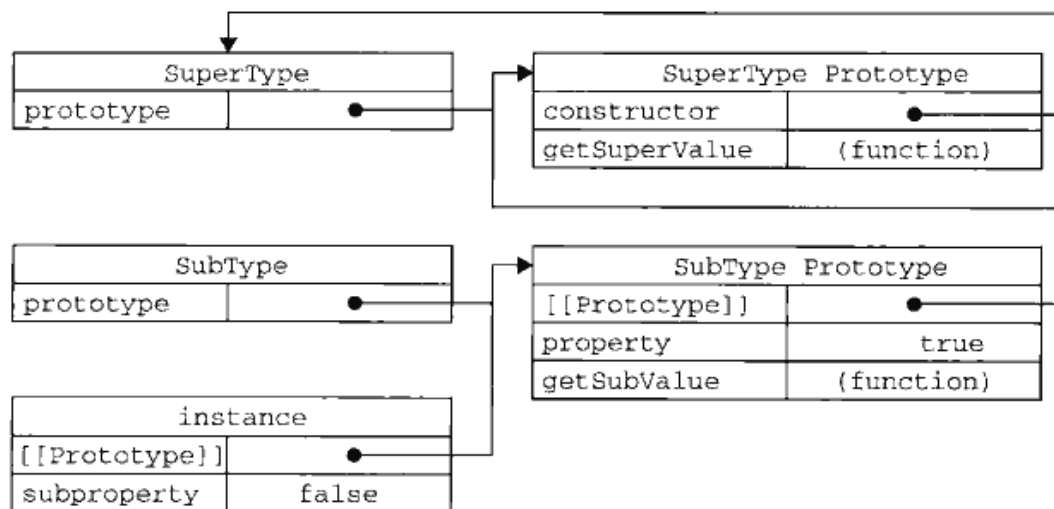 SuperType
prototype
SuperType Prototype
constructor
getSuperValue (function)
SubType
prototype
SubType Prototype
[[Prototype]]
property true
getSubValue (function)
instance
[[Prototype]]
subproperty false